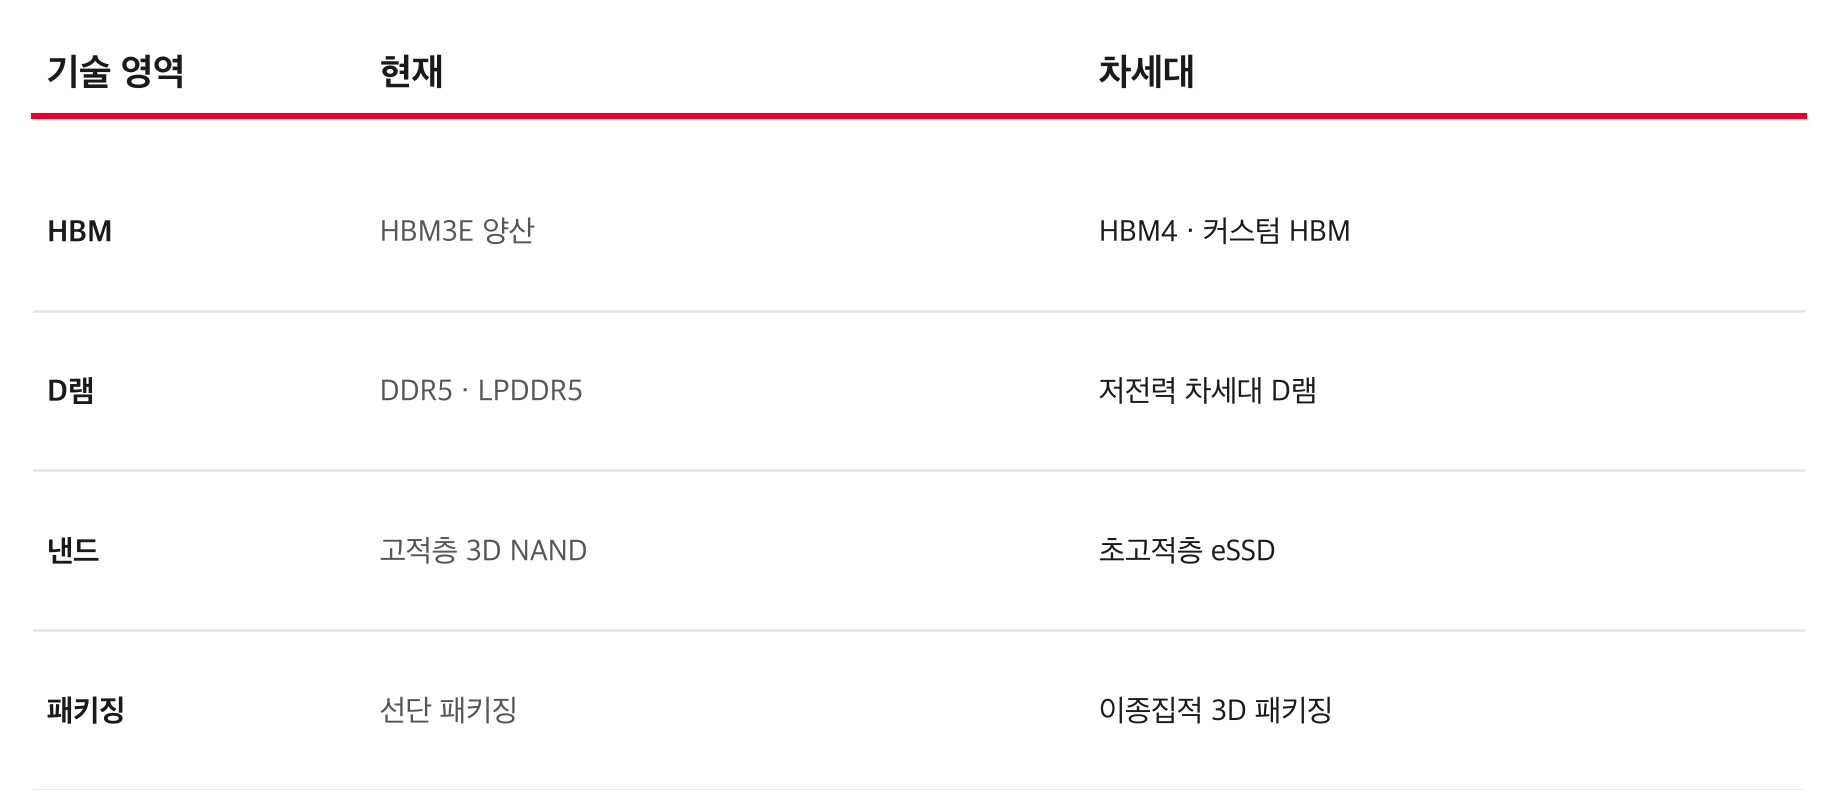 기술 영역 현재 차세대
HBM HBM3E 양산 HBM4 · 커스텀 HBM
D램 DDR5 · LPDDR5 저전력 차세대 D램
낸드 고적층 3D NAND 초고적층 eSSD
패키징 선단 패키징 이종집적 3D 패키징